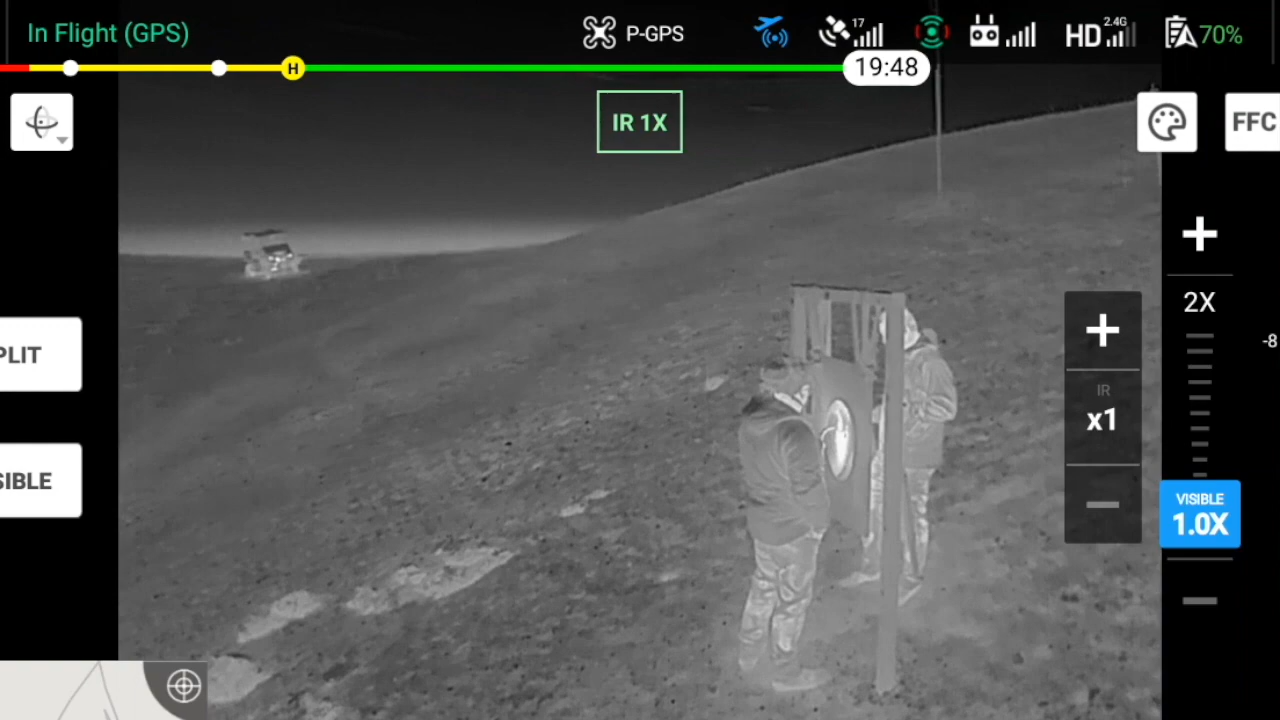 In Flight (GPS)
P-GPS
17
HD 2.4G
70%
H
19:48
IR 1X
FFC
2X
-8
PLIT
IR
x1
SIBLE
VISIBLE
1.0X